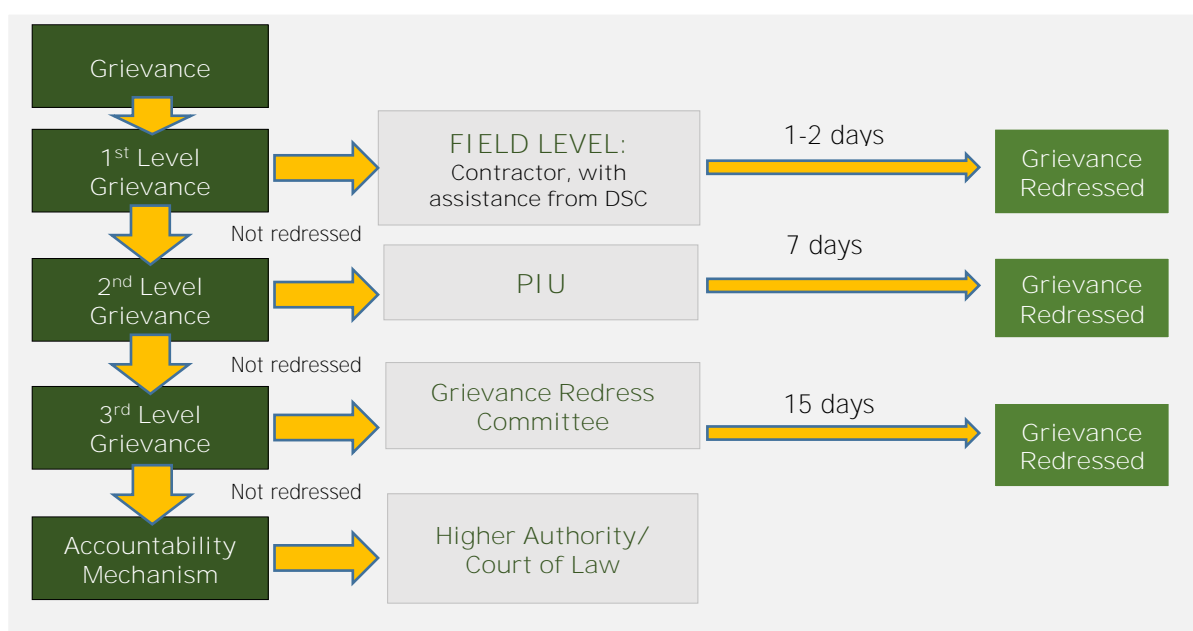 Grievance
1st Level
Grievance
FIELD LEVEL:
Contractor, with
assistance from DSC
1-2 days
Grievance
Redressed
Not redressed
2nd Level
Grievance
PIU
7 days
Grievance
Redressed
Not redressed
3rd Level
Grievance
Grievance Redress
Committee
15 days
Grievance
Redressed
Not redressed
Accountability
Mechanism
Higher Authority/
Court of Law